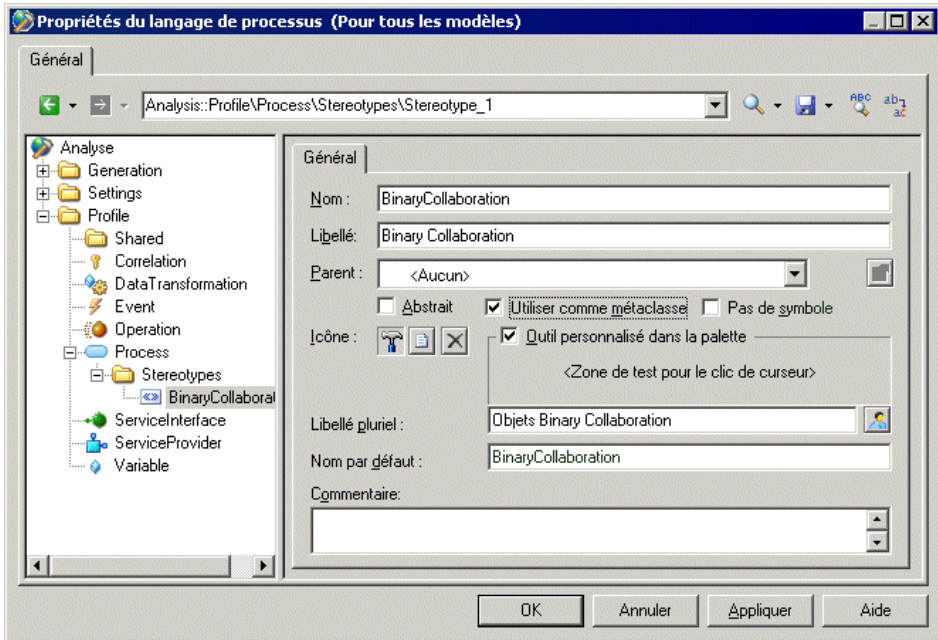 Propriétés du langage de processus (Pour tous les modèles)
Général
Analysis::Profile\Process\Stereotypes\Stereotype_1
ABC
ab
ac
Analyse
Generation
Settings
Profile
Shared
Correlation
DataTransformation
Event
Operation
Process
Stereotypes
BinaryCollaborat
ServiceInterface
ServiceProvider
Variable
Général
Nom :
BinaryCollaboration
Libellé:
Binary Collaboration
Parent :
<Aucun>
Abstrait
Utiliser comme métaclasse
Pas de symbole
Icône :
Outil personnalisé dans la palette
<Zone de test pour le clic de curseur>
Libellé pluriel :
Objets Binary Collaboration
Nom par défaut :
BinaryCollaboration
Commentaire:
OK
Annuler
Appliquer
Aide